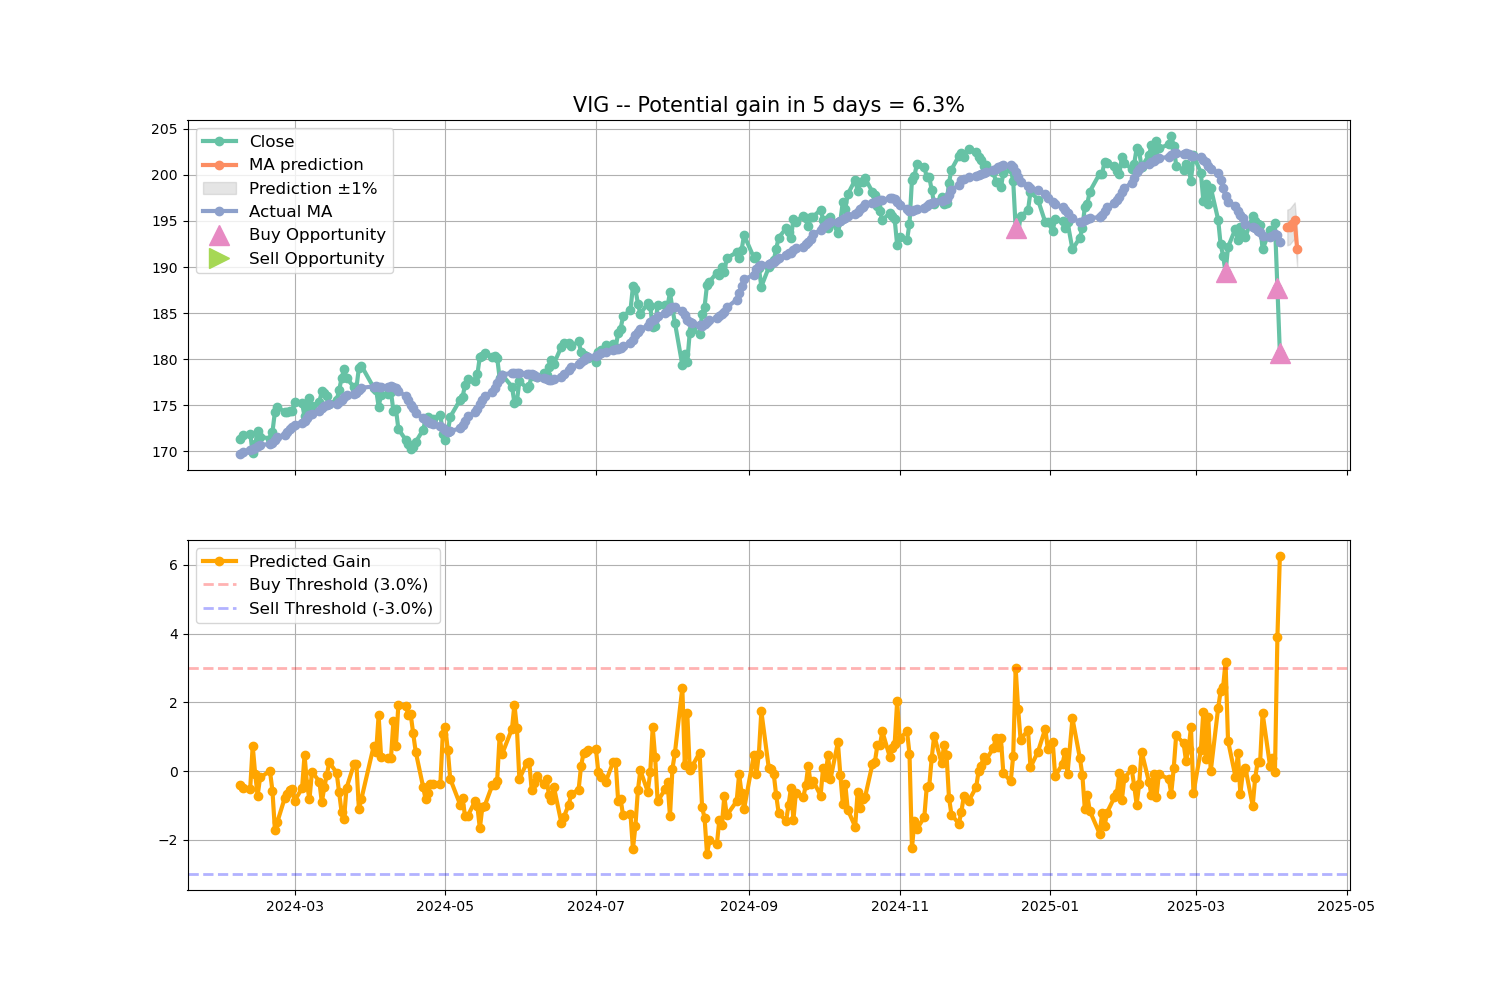 VIG -- Potential gain in 5 days = 6.3%
205
200
195
190
185
180
175
170
Close
MA prediction
Prediction ±1%
Actual MA
Buy Opportunity
Sell Opportunity
6
4
2
0
−2
Predicted Gain
Buy Threshold (3.0%)
Sell Threshold (-3.0%)
2024-03 2024-05 2024-07 2024-09 2024-11 2025-01 2025-03 2025-05